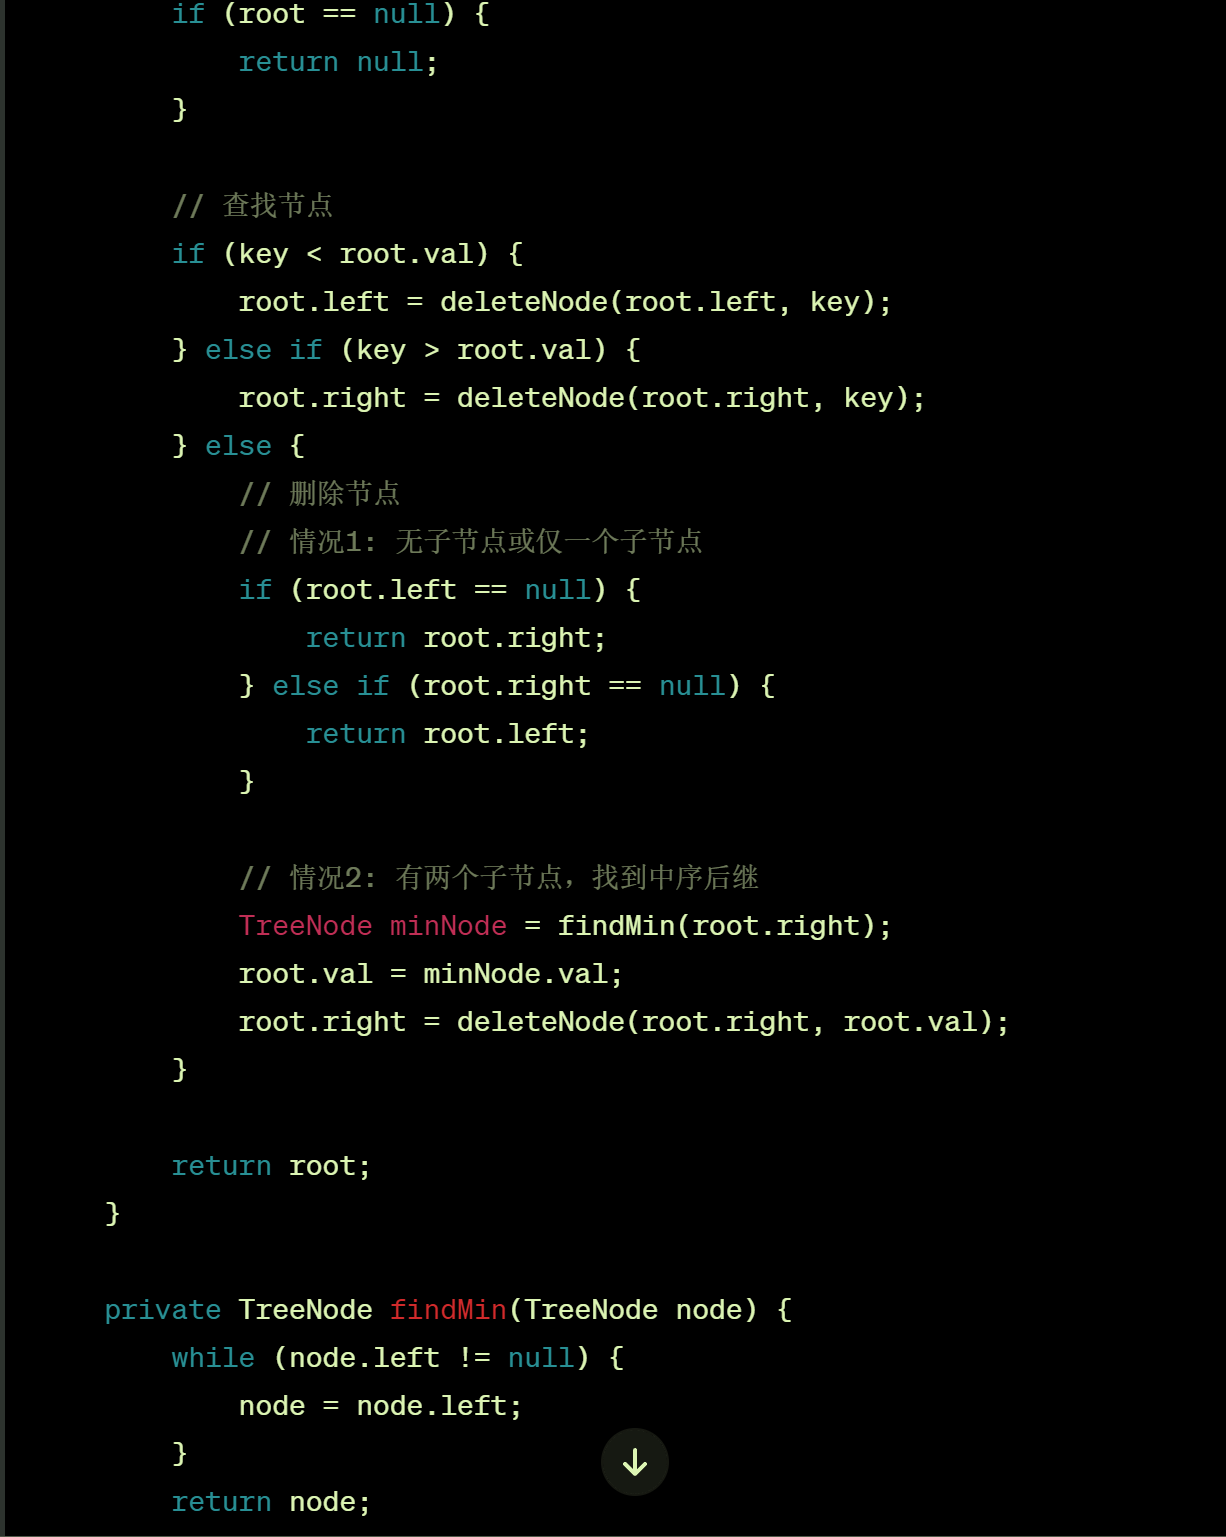 if (root == null) {
return null;
}
// 查找节点
if (key < root.val) {
root.left = deleteNode(root.left, key);
} else if (key > root.val) {
root.right = deleteNode(root.right, key);
} else {
// 删除节点
// 情况1: 无子节点或仅一个子节点
if (root.left == null) {
return root.right;
} else if (root.right == null) {
return root.left;
}
// 情况2: 有两个子节点，找到中序后继
TreeNode minNode = findMin(root.right);
root.val = minNode.val;
root.right = deleteNode(root.right, root.val);
}
return root;
}
private TreeNode findMin(TreeNode node) {
while (node.left != null) {
node = node.left;
}
return node;